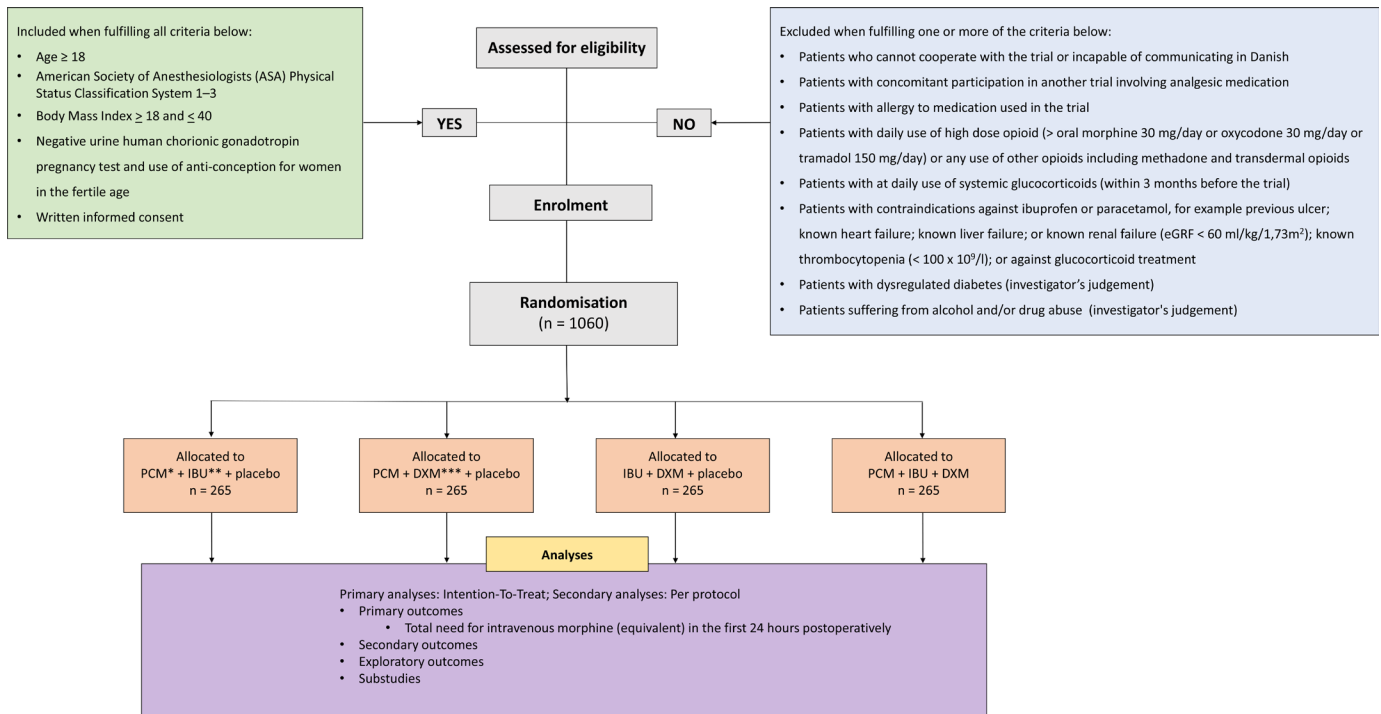 Included when fulfilling all criteria below:
• Age ≥ 18
• American Society of Anesthesiologists (ASA) Physical
Status Classification System 1–3
• Body Mass Index ≥ 18 and ≤ 40
• Negative urine human chorionic gonadotropin
pregnancy test and use of anti-conception for women
in the fertile age
• Written informed consent
Assessed for eligibility
YES
NO
Excluded when fulfilling one or more of the criteria below:
• Patients who cannot cooperate with the trial or incapable of communicating in Danish
• Patients with concomitant participation in another trial involving analgesic medication
• Patients with allergy to medication used in the trial
• Patients with daily use of high dose opioid (> oral morphine 30 mg/day or oxycodone 30 mg/day or
tramadol 150 mg/day) or any use of other opioids including methadone and transdermal opioids
• Patients with at daily use of systemic glucocorticoids (within 3 months before the trial)
• Patients with contraindications against ibuprofen or paracetamol, for example previous ulcer;
known heart failure; known liver failure; or known renal failure (eGRF < 60 ml/kg/1,73m²); known
thrombocytopenia (< 100 x 10⁹/l); or against glucocorticoid treatment
• Patients with dysregulated diabetes (investigator’s judgement)
• Patients suffering from alcohol and/or drug abuse (investigator's judgement)
Enrolment
Randomisation
(n = 1060)
Allocated to
PCM* + IBU** + placebo
n = 265
Allocated to
PCM + DXM*** + placebo
n = 265
Allocated to
IBU + DXM + placebo
n = 265
Allocated to
PCM + IBU + DXM
n = 265
Analyses
Primary analyses: Intention-To-Treat; Secondary analyses: Per protocol
• Primary outcomes
• Total need for intravenous morphine (equivalent) in the first 24 hours postoperatively
• Secondary outcomes
• Exploratory outcomes
• Substudies